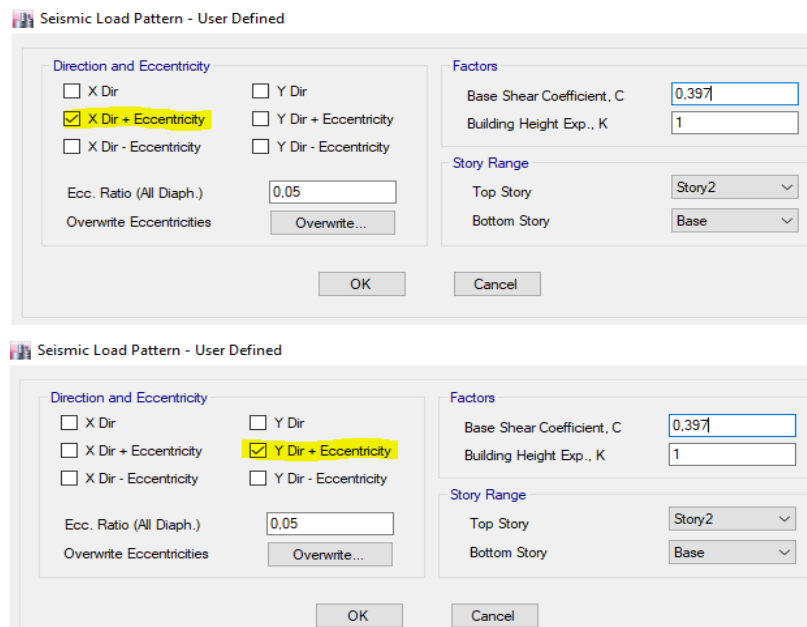 Seismic Load Pattern - User Defined
Direction and Eccentricity
X Dir Y Dir
X Dir + Eccentricity Y Dir + Eccentricity
X Dir - Eccentricity Y Dir - Eccentricity
Ecc. Ratio (All Diaph.) 0,05
Overwrite Eccentricities Overwrite...
Factors
Base Shear Coefficient, C 0,397
Building Height Exp., K 1
Story Range
Top Story Story2
Bottom Story Base
OK Cancel
Seismic Load Pattern - User Defined
Direction and Eccentricity
X Dir Y Dir
X Dir + Eccentricity Y Dir + Eccentricity
X Dir - Eccentricity Y Dir - Eccentricity
Ecc. Ratio (All Diaph.) 0,05
Overwrite Eccentricities Overwrite...
Factors
Base Shear Coefficient, C 0,397
Building Height Exp., K 1
Story Range
Top Story Story2
Bottom Story Base
OK Cancel